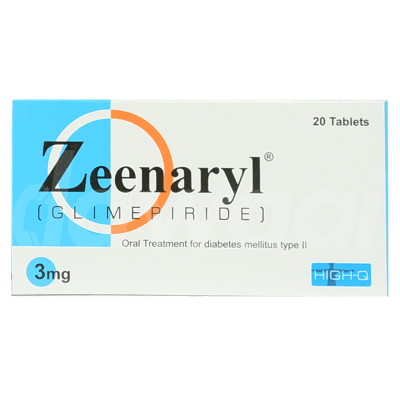 20 Tablets
Zeenaryl®
(GLIMEPIRIDE)
Oral Treatment for diabetes mellitus type II
3mg
HIGH-Q